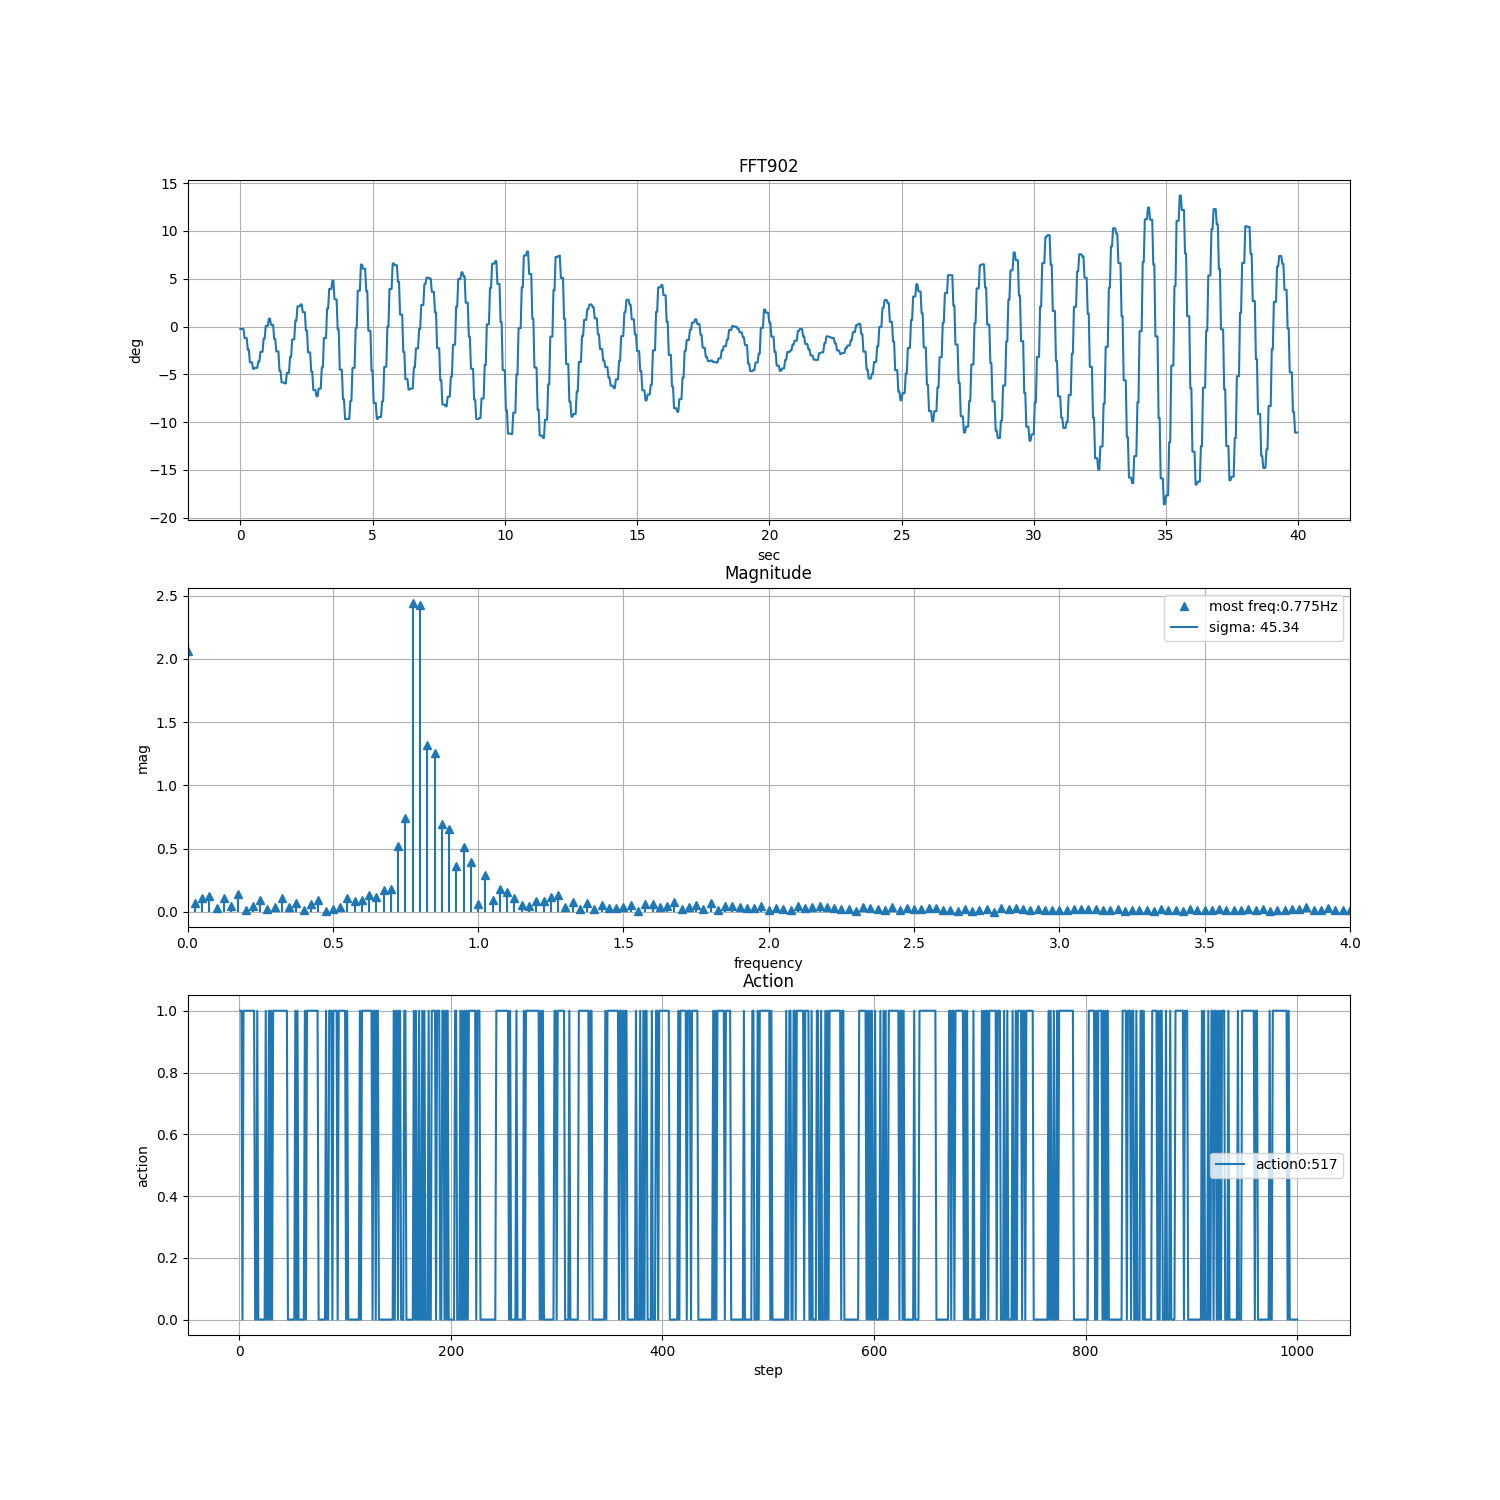 FFT902
15
10
5
0
−5
−10
−15
−20
deg
0 5 10 15 20 25 30 35 40
sec
Magnitude
2.5
2.0
1.5
1.0
0.5
0.0
mag
most freq:0.775Hz
sigma: 45.34
0.0 0.5 1.0 1.5 2.0 2.5 3.0 3.5 4.0
frequency
Action
1.0
0.8
0.6
0.4
0.2
0.0
action
action0:517
0 200 400 600 800 1000
step